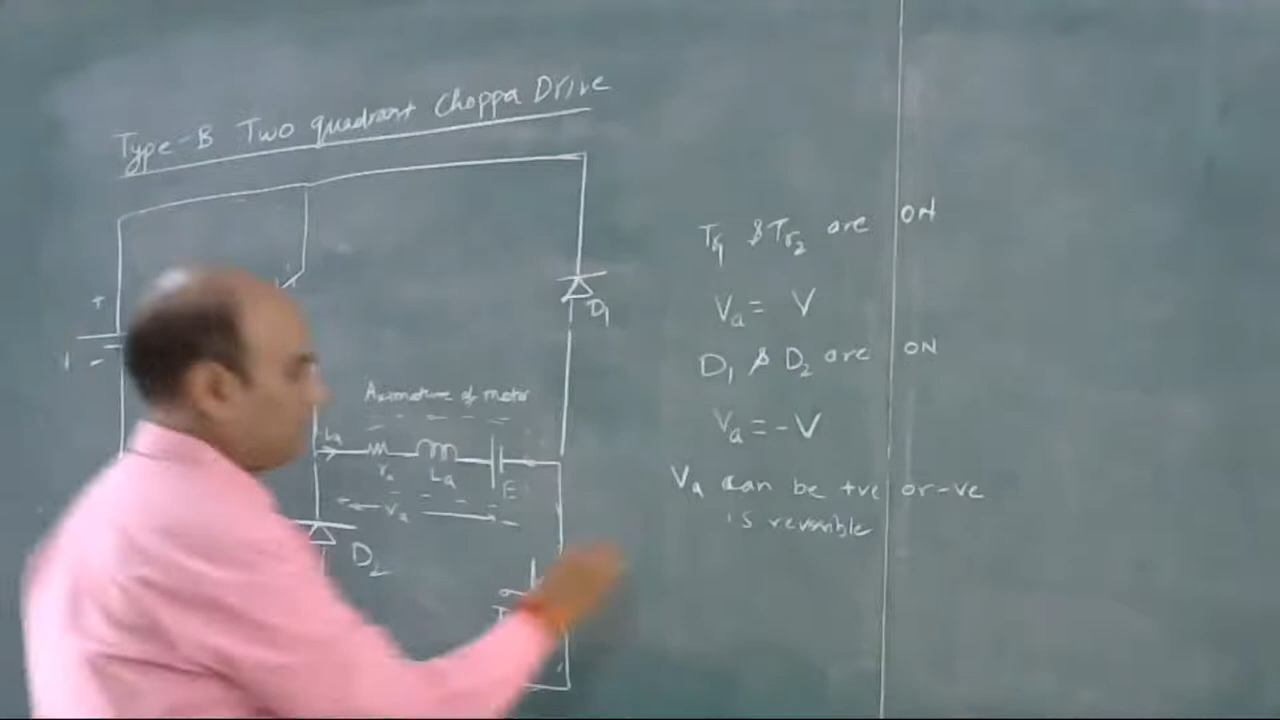 Type-B Two quadrant Choppa Drive
+
-
D1
Armature of motor
ia
ra
La
E
Va
D2
Tr1 & Tr2 are ON
Va = V
D1 & D2 are ON
Va = -V
Va can be +ve or -ve
is reversible